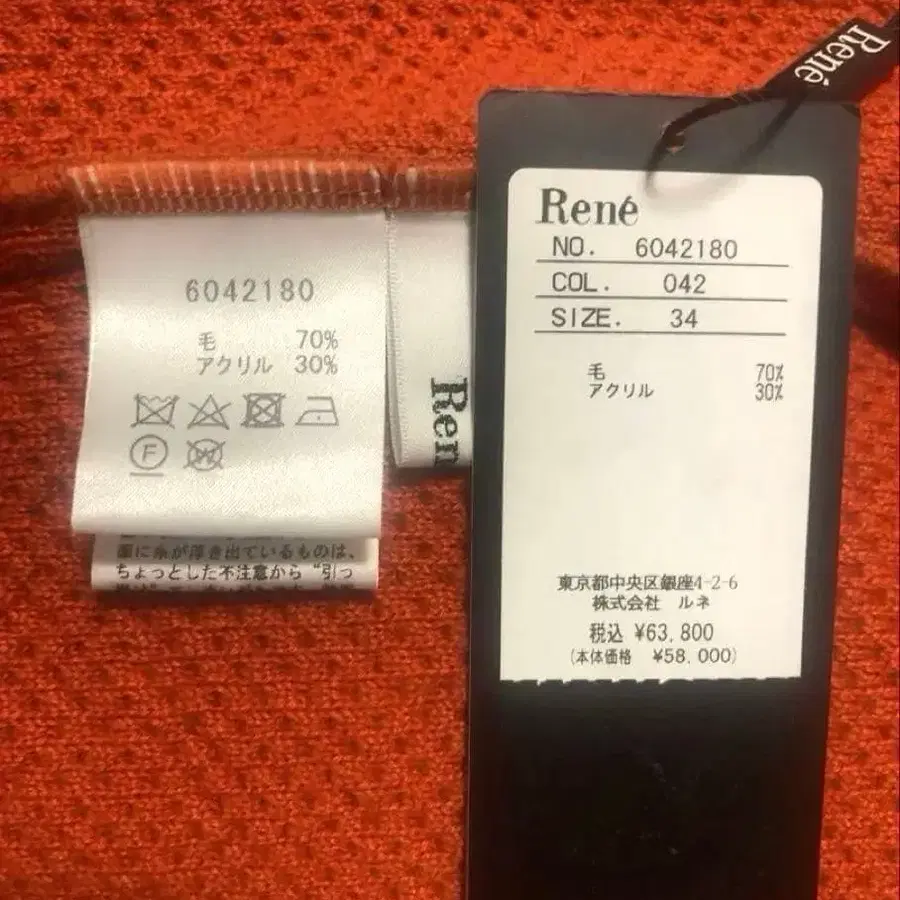 René
René
NO. 6042180
COL. 042
SIZE. 34
毛 70%
アクリル 30%
東京都中央区銀座4-2-6
株式会社 ルネ
税込 ¥63,800
(本体価格 ¥58,000)
6042180
毛 70%
アクリル 30%
F
W
Ren
面に糸が浮き出ているものは、
ちょっとした不注意から“引っ